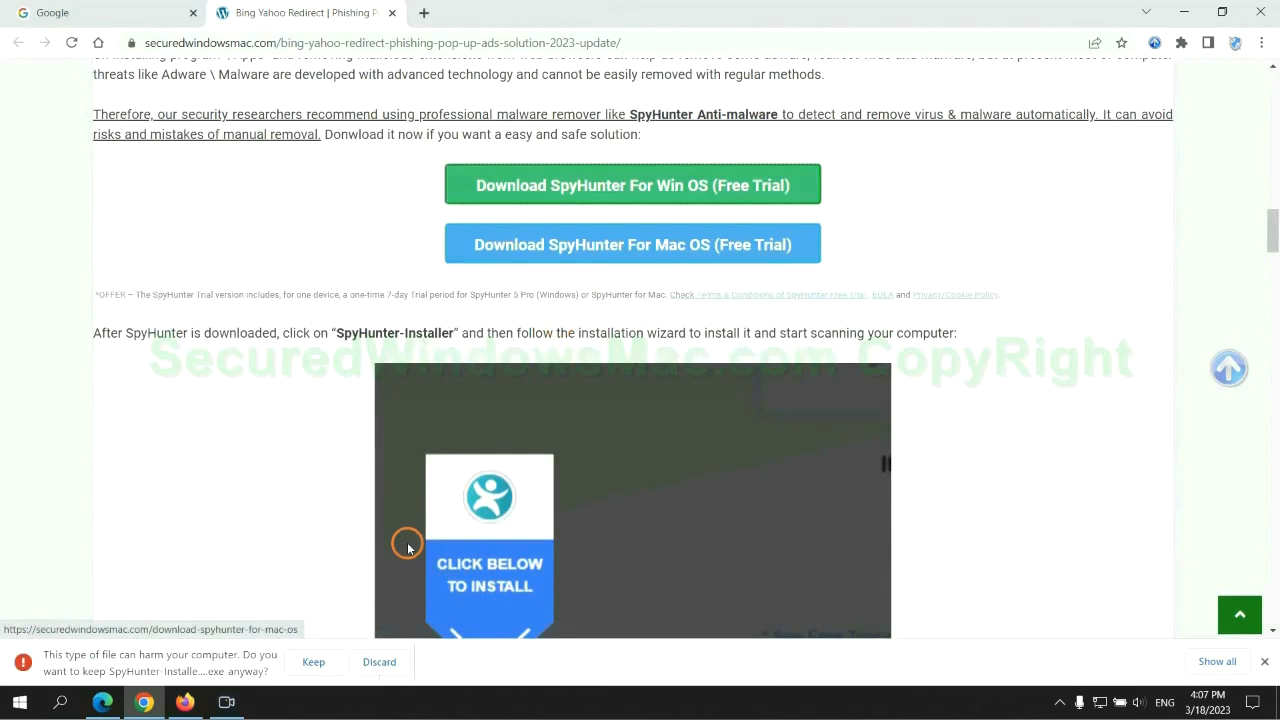 Google
Bing Yahoo Redirect | Phishing P
securedwindowsmac.com/bing-yahoo-redirect-phishing-pop-up-ads-solution-2023-update/
threats like Adware \ Malware are developed with advanced technology and cannot be easily removed with regular methods.
Therefore, our security researchers recommend using professional malware remover like SpyHunter Anti-malware to detect and remove virus & malware automatically. It can avoid
risks and mistakes of manual removal. Donwload it now if you want a easy and safe solution:
Download SpyHunter For Win OS (Free Trial)
Download SpyHunter For Mac OS (Free Trial)
*OFFER – The SpyHunter Trial version includes, for one device, a one-time 7-day Trial period for SpyHunter 5 Pro (Windows) or SpyHunter for Mac. Check Terms & Conditions of SpyHunter Free Trial, EULA and Privacy/Cookie Policy.
After SpyHunter is downloaded, click on “SpyHunter-Installer” and then follow the installation wizard to install it and start scanning your computer:
SecuredWindowsMac.com CopyRight
CLICK BELOW
TO INSTALL
https://securedwindowsmac.com/download-spyhunter-for-mac-os
This type of file can harm your computer. Do you
want to keep SpyHunter-Installe....exe anyway?
Keep
Discard
Show all
ENG
4:07 PM
3/18/2023